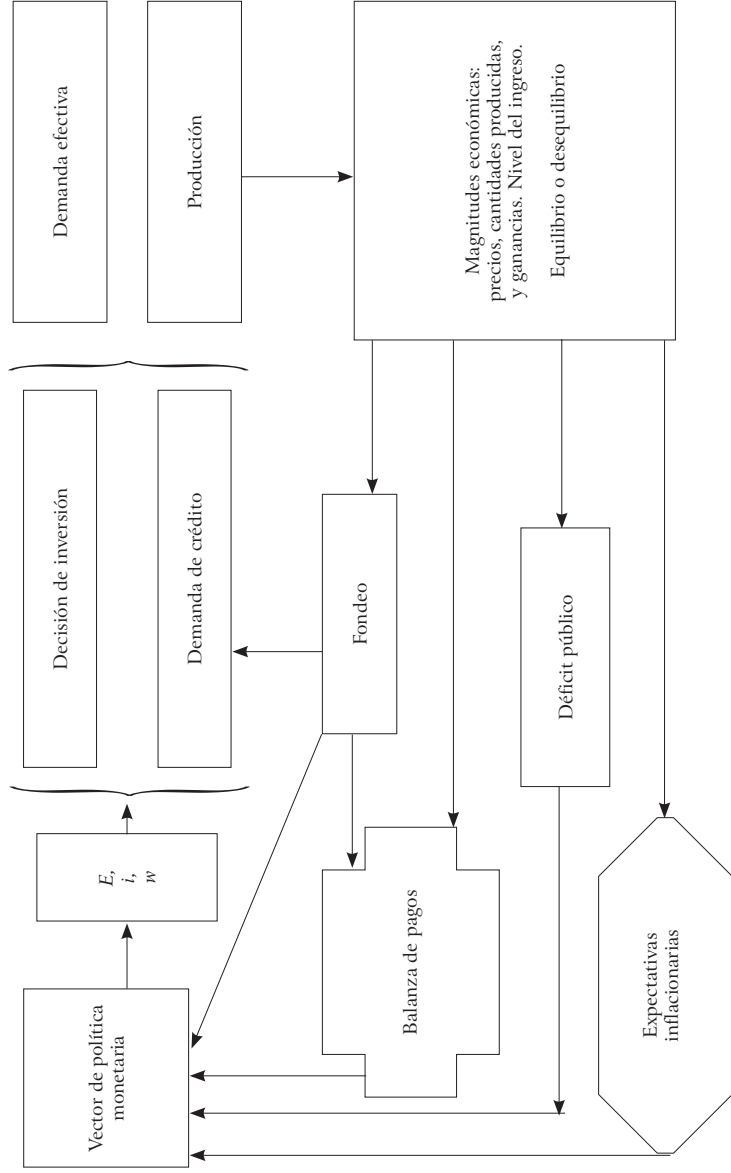 Vector de política
monetaria
E,
i,
w
Decisión de inversión
Demanda de crédito
Demanda efectiva
Producción
Fondeo
Balanza de pagos
Magnitudes económicas:
precios, cantidades producidas,
y ganancias. Nivel del ingreso.
Equilibrio o desequilibrio
Déficit público
Expectativas
inflacionarias